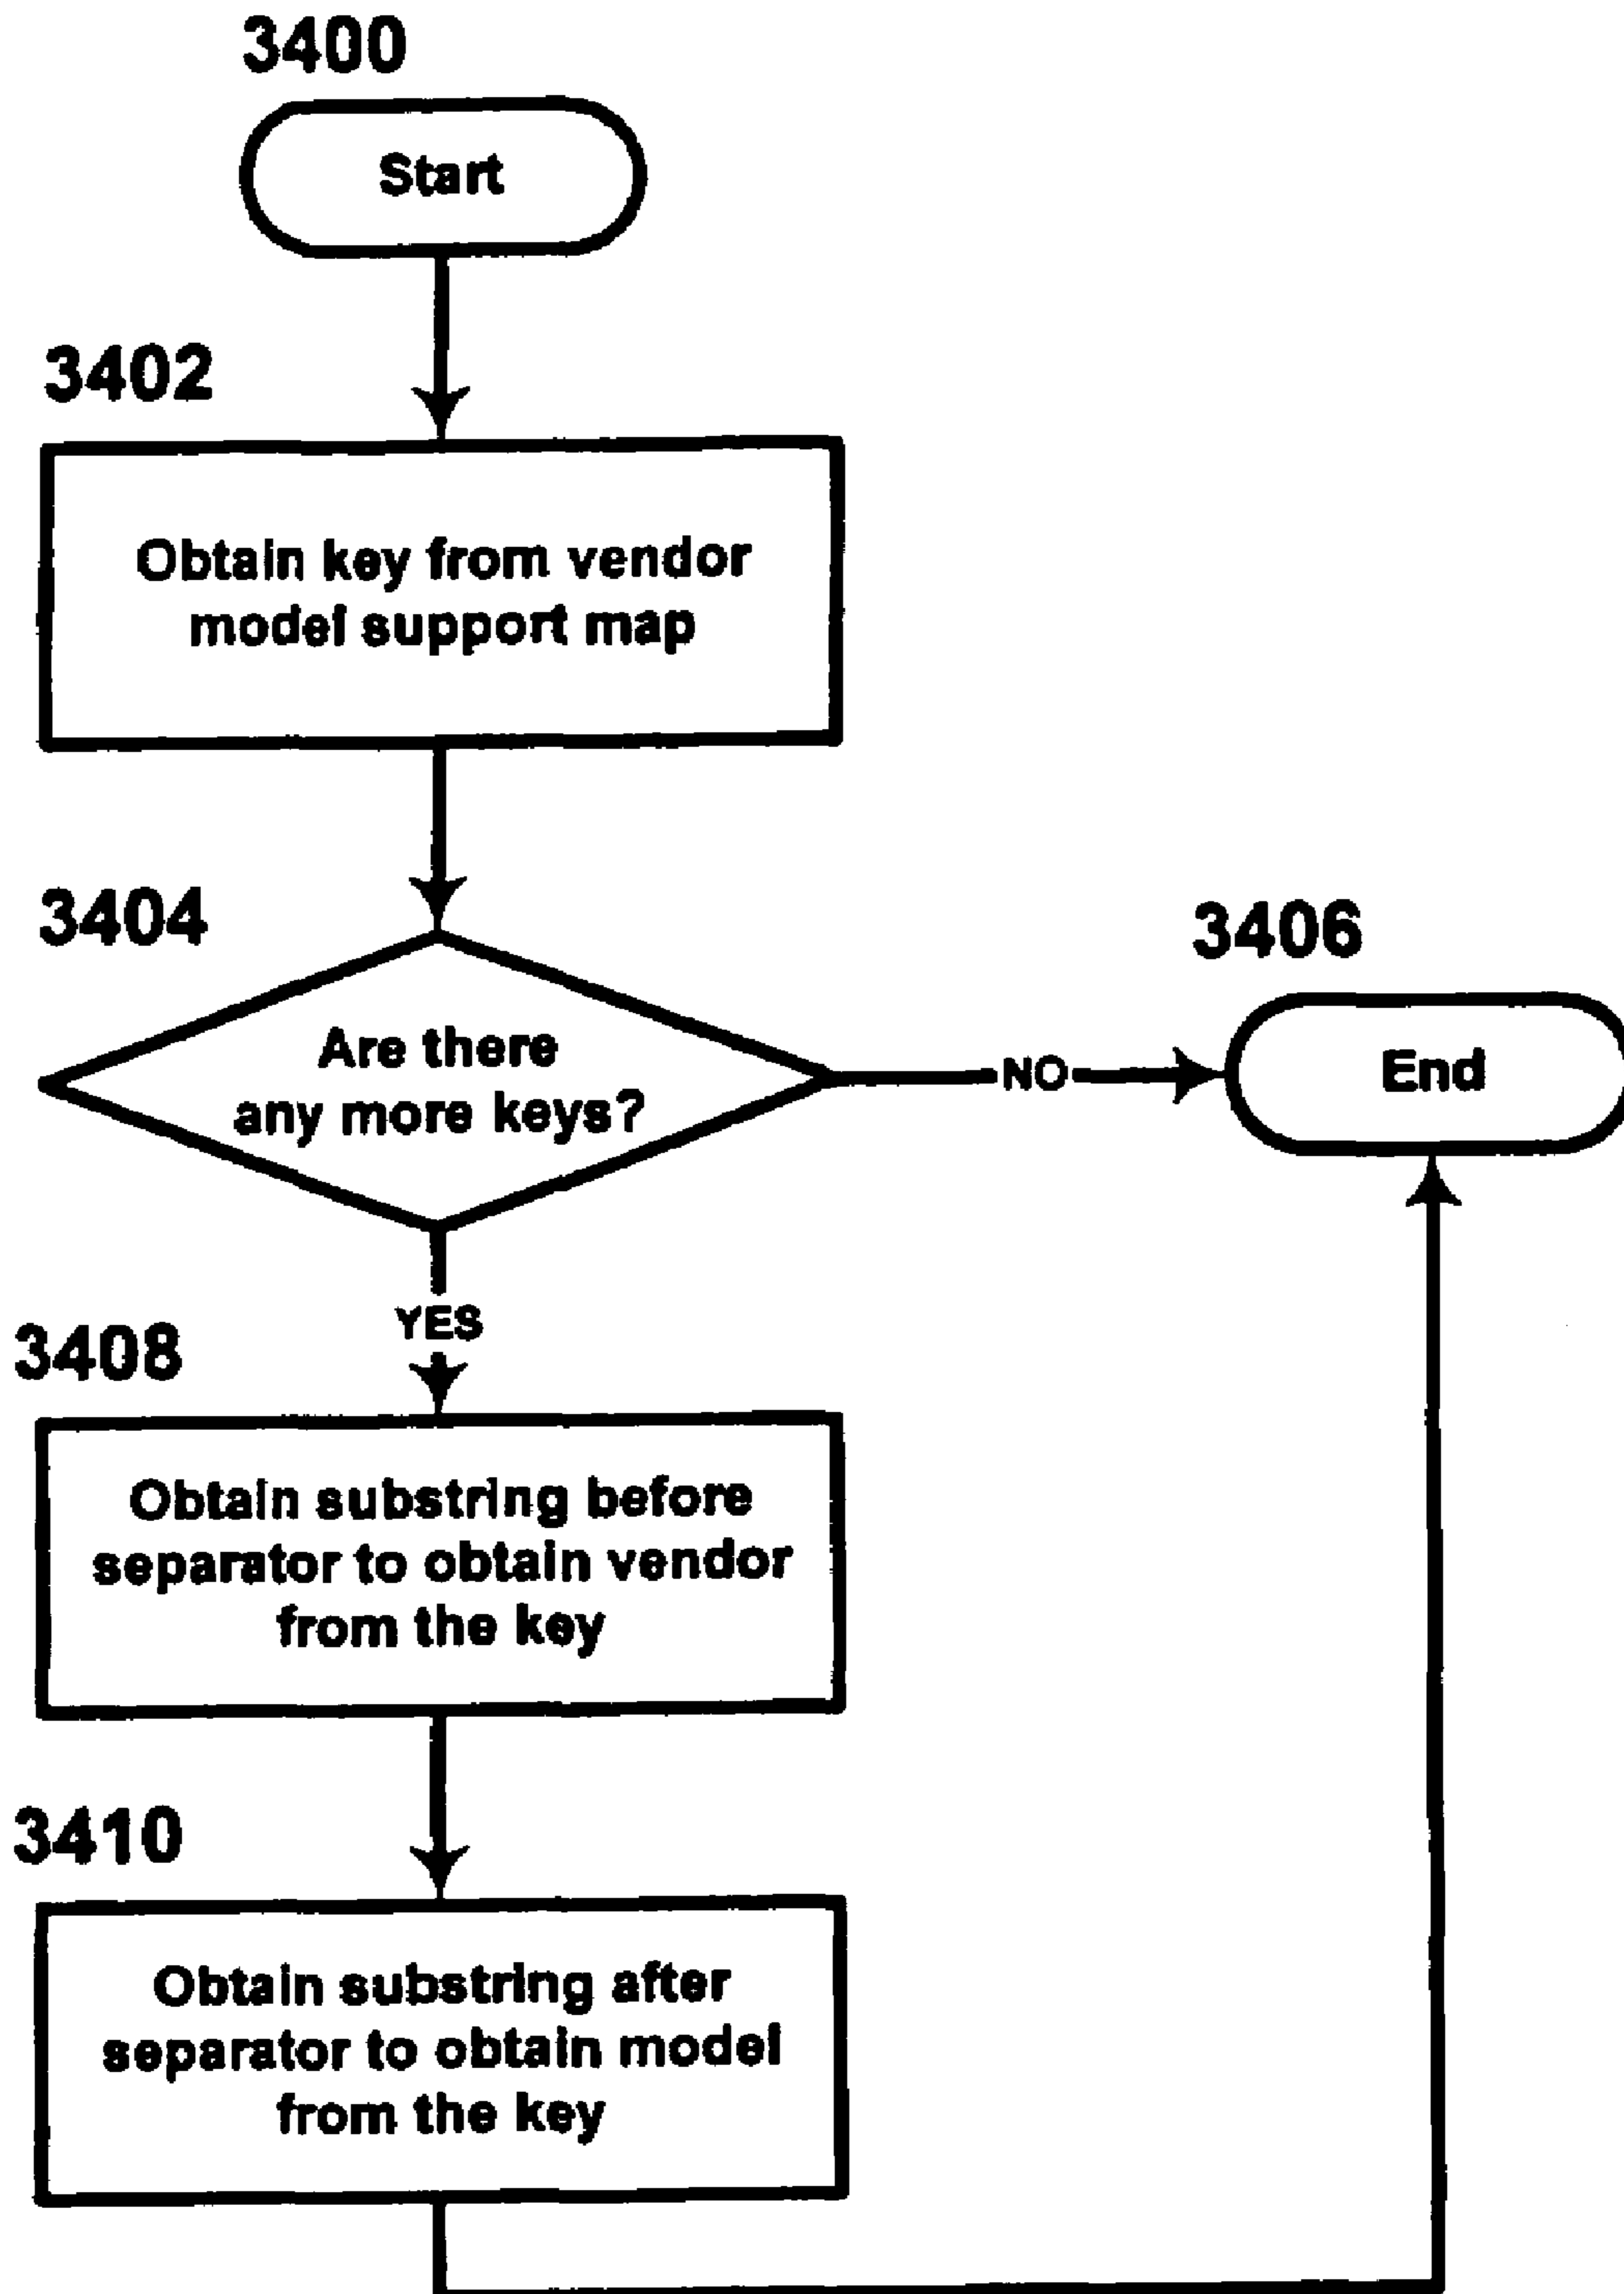 3400
Start
3402
Obtain key from vendor
model support map
3404
Are there
any more keys?
NO
3406
End
YES
3408
Obtain substring before
separator to obtain vendor
from the key
3410
Obtain substring after
separator to obtain model
from the key